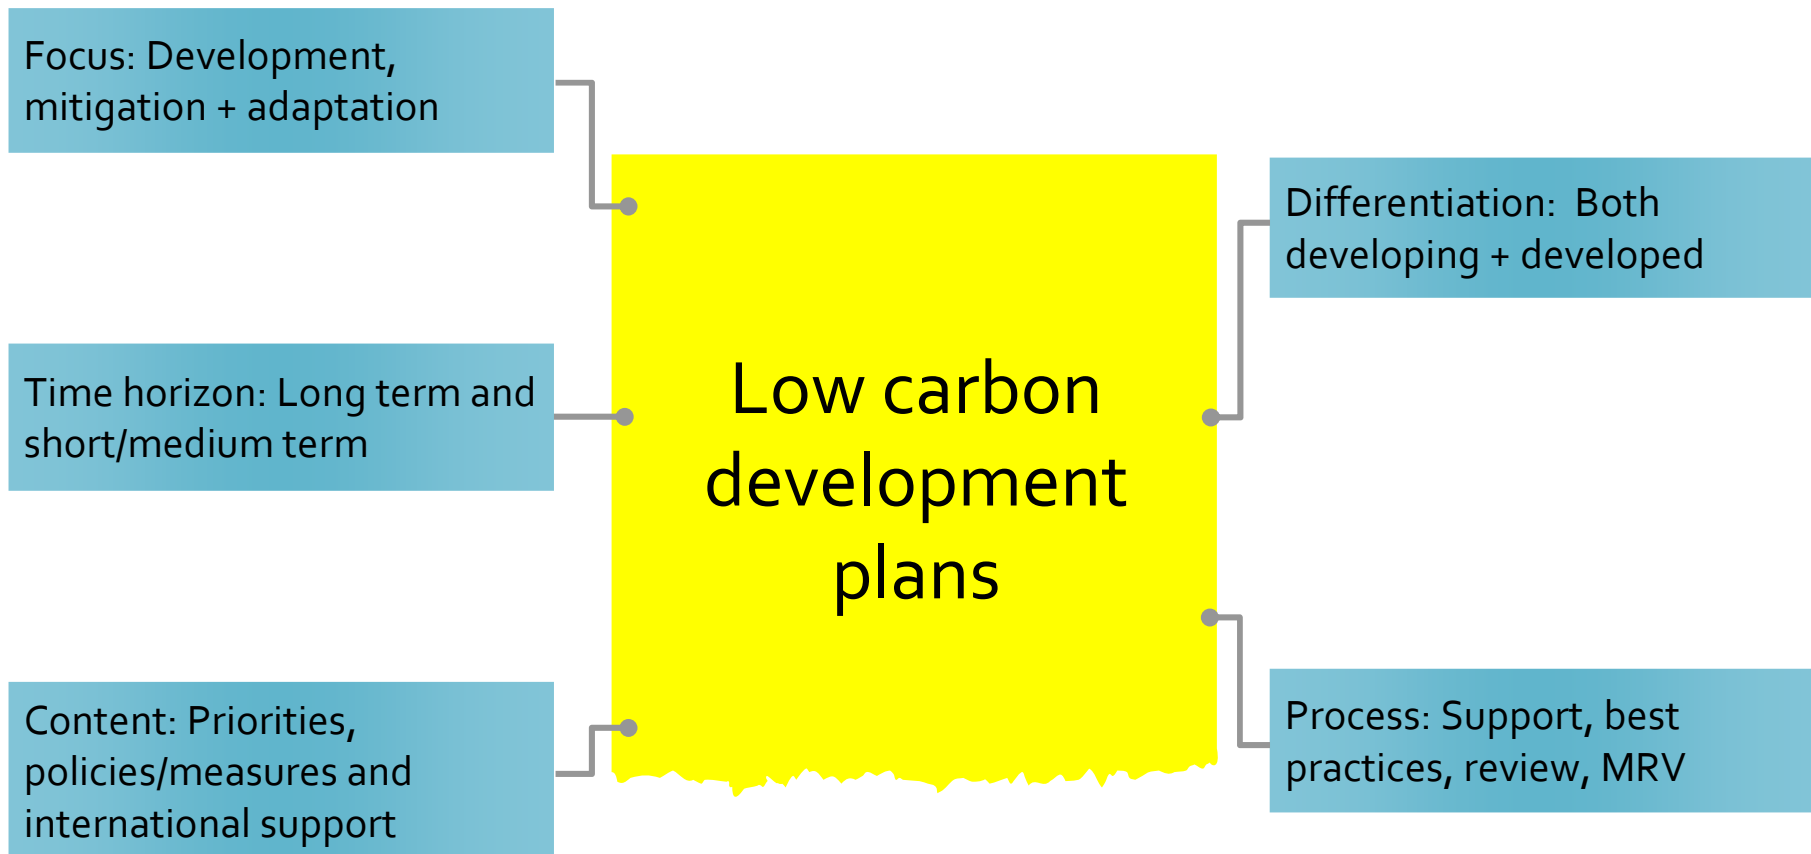 Focus: Development,
mitigation + adaptation
Time horizon: Long term and
short/medium term
Content: Priorities,
policies/measures and
international support
Low carbon
development
plans
Differentiation:  Both
developing + developed
Process: Support, best
practices, review, MRV